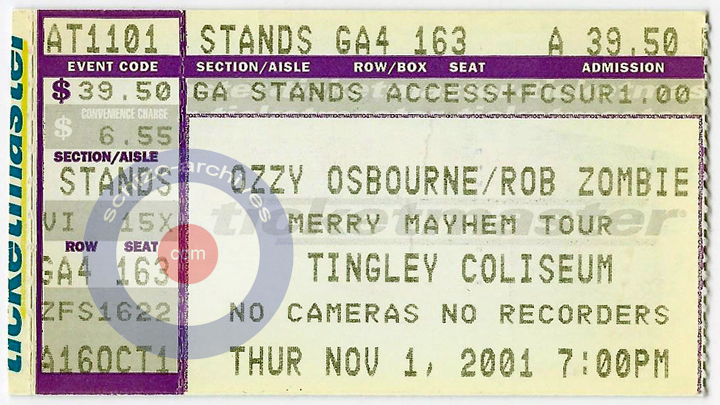 ticketmaster
AT1101 STANDS GA4 163 A 39.50
EVENT CODE SECTION/AISLE ROW/BOX SEAT ADMISSION
$ 39.50 GA STANDS ACCESS+FCSUR1.00
CONVENIENCE CHARGE
$ 6.55
SECTION/AISLE
STANDS OZZY OSBOURNE/ROB ZOMBIE
VI 15X MERRY MAYHEM TOUR
ticketmaster
ROW SEAT
GA4 163 TINGLEY COLISEUM
ZFS1622 NO CAMERAS NO RECORDERS
A16OCT1 THUR NOV 1, 2001 7:00PM
.com